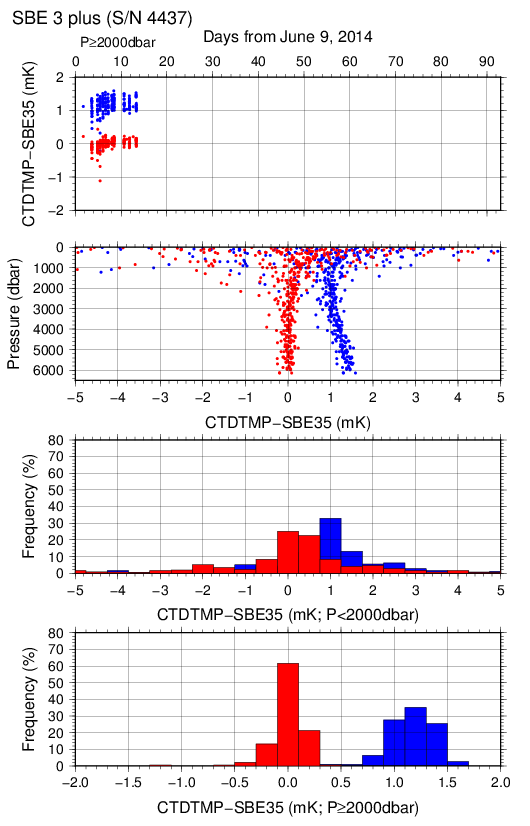 SBE 3 plus (S/N 4437)
P≥2000dbar
Days from June 9, 2014
0 10 20 30 40 50 60 70 80 90
CTDTMP−SBE35 (mK)
2
1
0
−1
−2
Pressure (dbar)
0
1000
2000
3000
4000
5000
6000
−5 −4 −3 −2 −1 0 1 2 3 4 5
CTDTMP−SBE35 (mK)
Frequency (%)
80
70
60
50
40
30
20
10
0
−5 −4 −3 −2 −1 0 1 2 3 4 5
CTDTMP−SBE35 (mK; P<2000dbar)
Frequency (%)
80
70
60
50
40
30
20
10
0
−2.0 −1.5 −1.0 −0.5 0.0 0.5 1.0 1.5 2.0
CTDTMP−SBE35 (mK; P≥2000dbar)